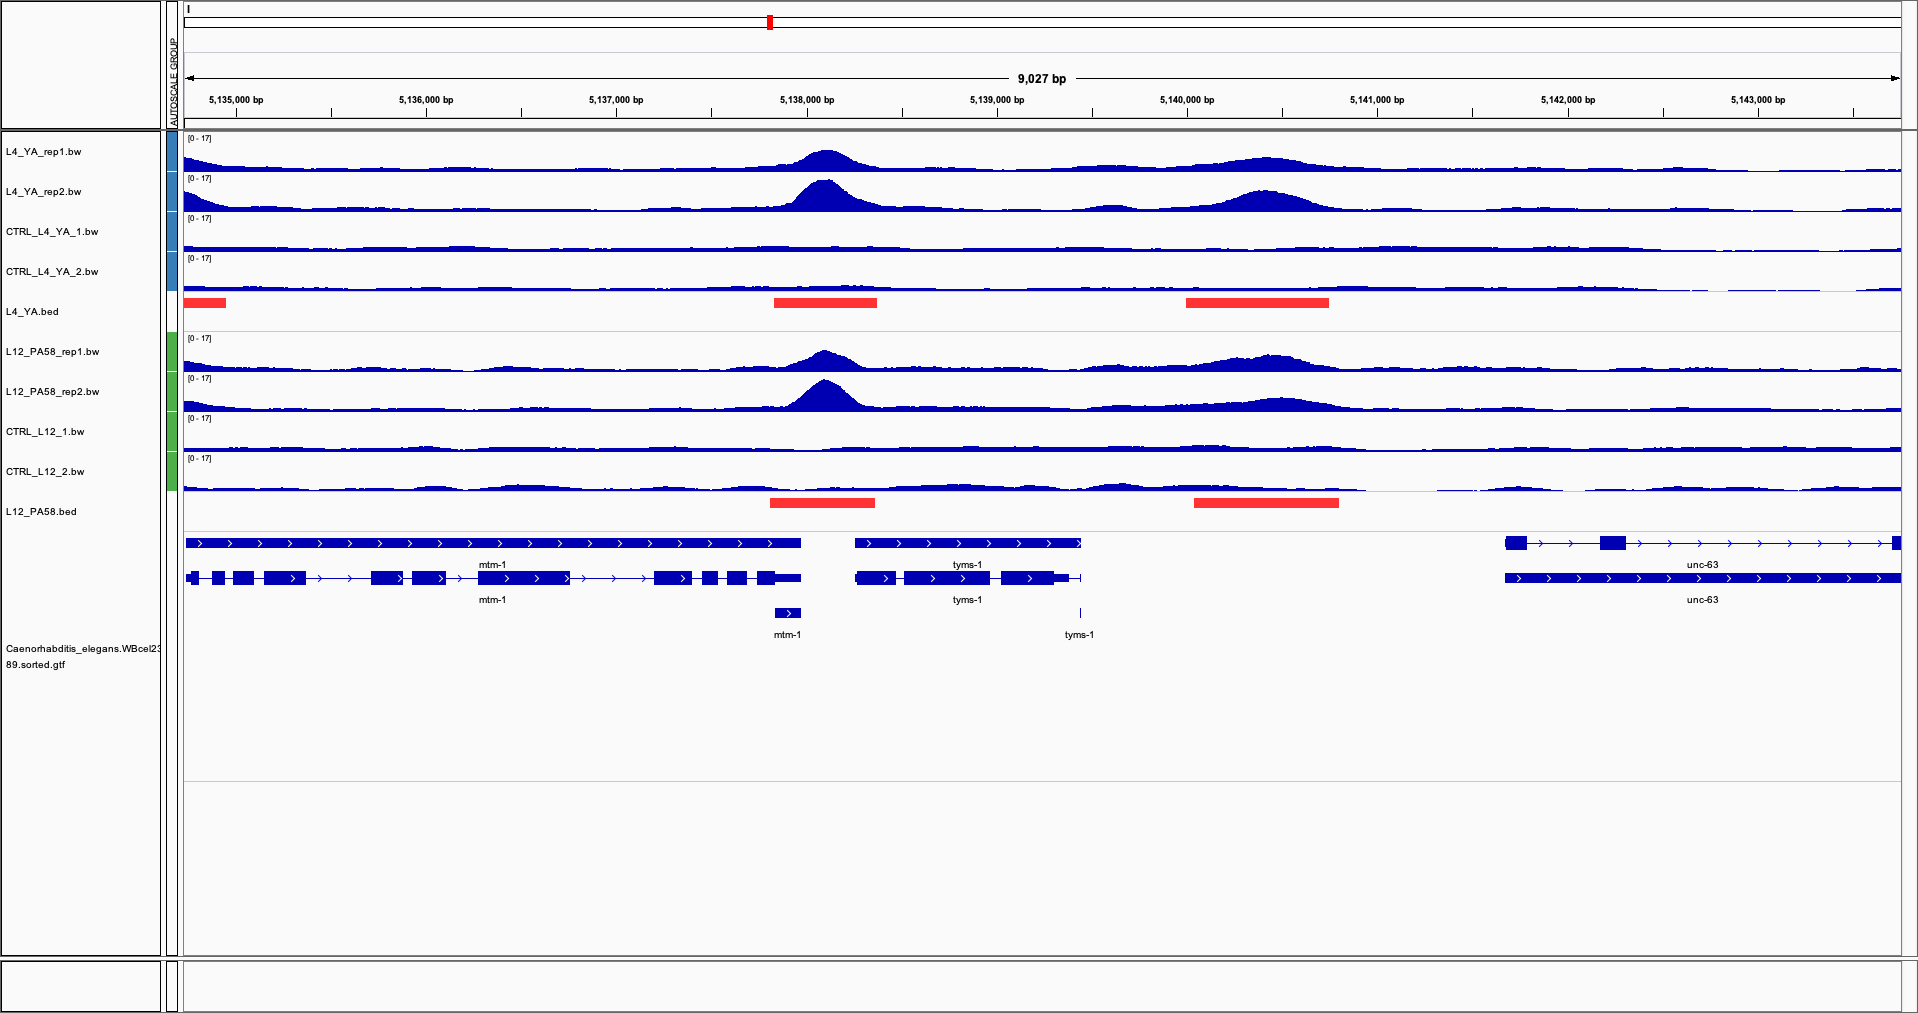 I
AUTOSCALE GROUP
9,027 bp
5,135,000 bp 5,136,000 bp 5,137,000 bp 5,138,000 bp 5,139,000 bp 5,140,000 bp 5,141,000 bp 5,142,000 bp 5,143,000 bp
[0 - 17]
L4_YA_rep1.bw
[0 - 17]
L4_YA_rep2.bw
[0 - 17]
CTRL_L4_YA_1.bw
[0 - 17]
CTRL_L4_YA_2.bw
L4_YA.bed
[0 - 17]
L12_PA58_rep1.bw
[0 - 17]
L12_PA58_rep2.bw
[0 - 17]
CTRL_L12_1.bw
[0 - 17]
CTRL_L12_2.bw
L12_PA58.bed
mtm-1 tyms-1 unc-63
mtm-1 tyms-1 unc-63
mtm-1 tyms-1
Caenorhabditis_elegans.WBcel23
89.sorted.gtf